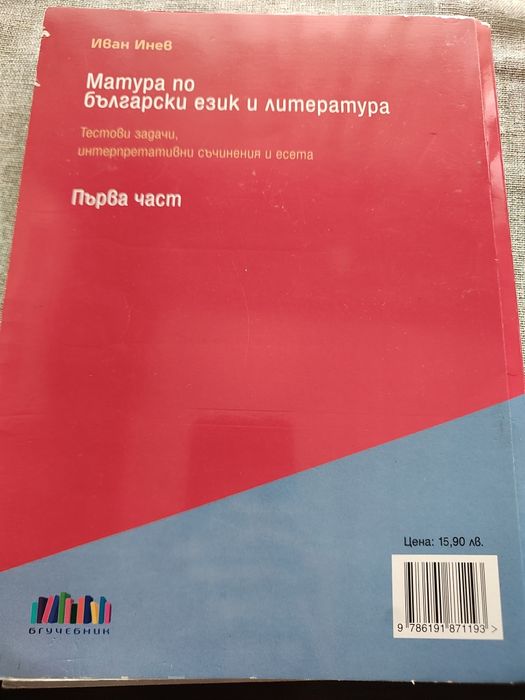 Иван Инев
Матура по
български език и литература
Тестови задачи,
интерпретативни съчинения и есета
Първа част
Цена: 15,90 лв.
9 786191 871193 >
БГУЧЕБНИК